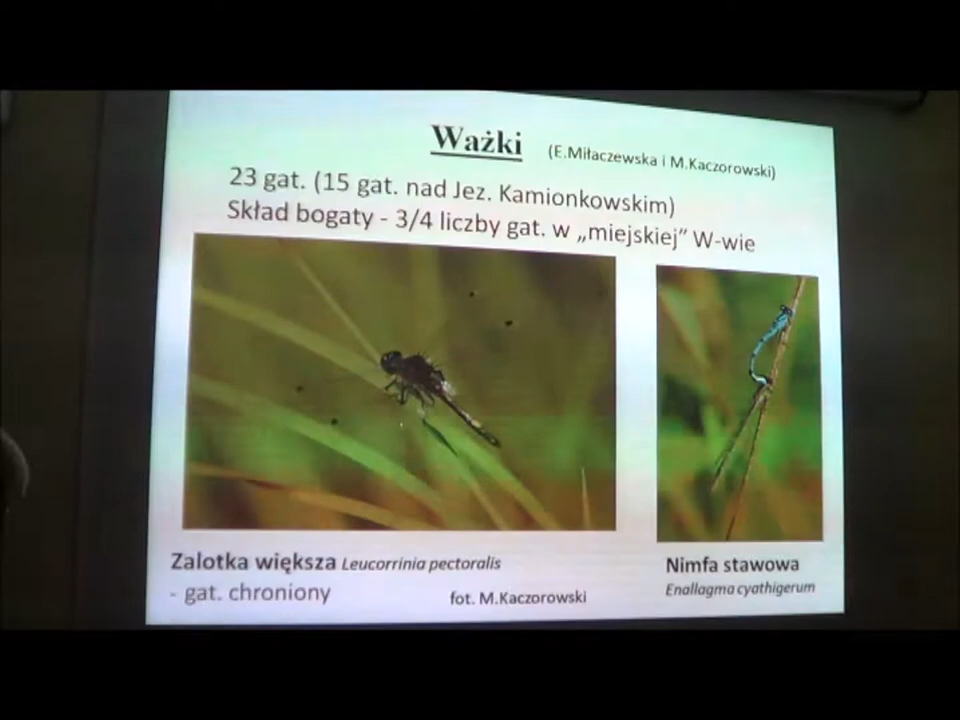 Ważki (E.Miłaczewska i M.Kaczorowski)
23 gat. (15 gat. nad Jez. Kamionkowskim)
Skład bogaty - 3/4 liczby gat. w „miejskiej” W-wie
Zalotka większa Leucorrinia pectoralis
- gat. chroniony
fot. M.Kaczorowski
Nimfa stawowa
Enallagma cyathigerum